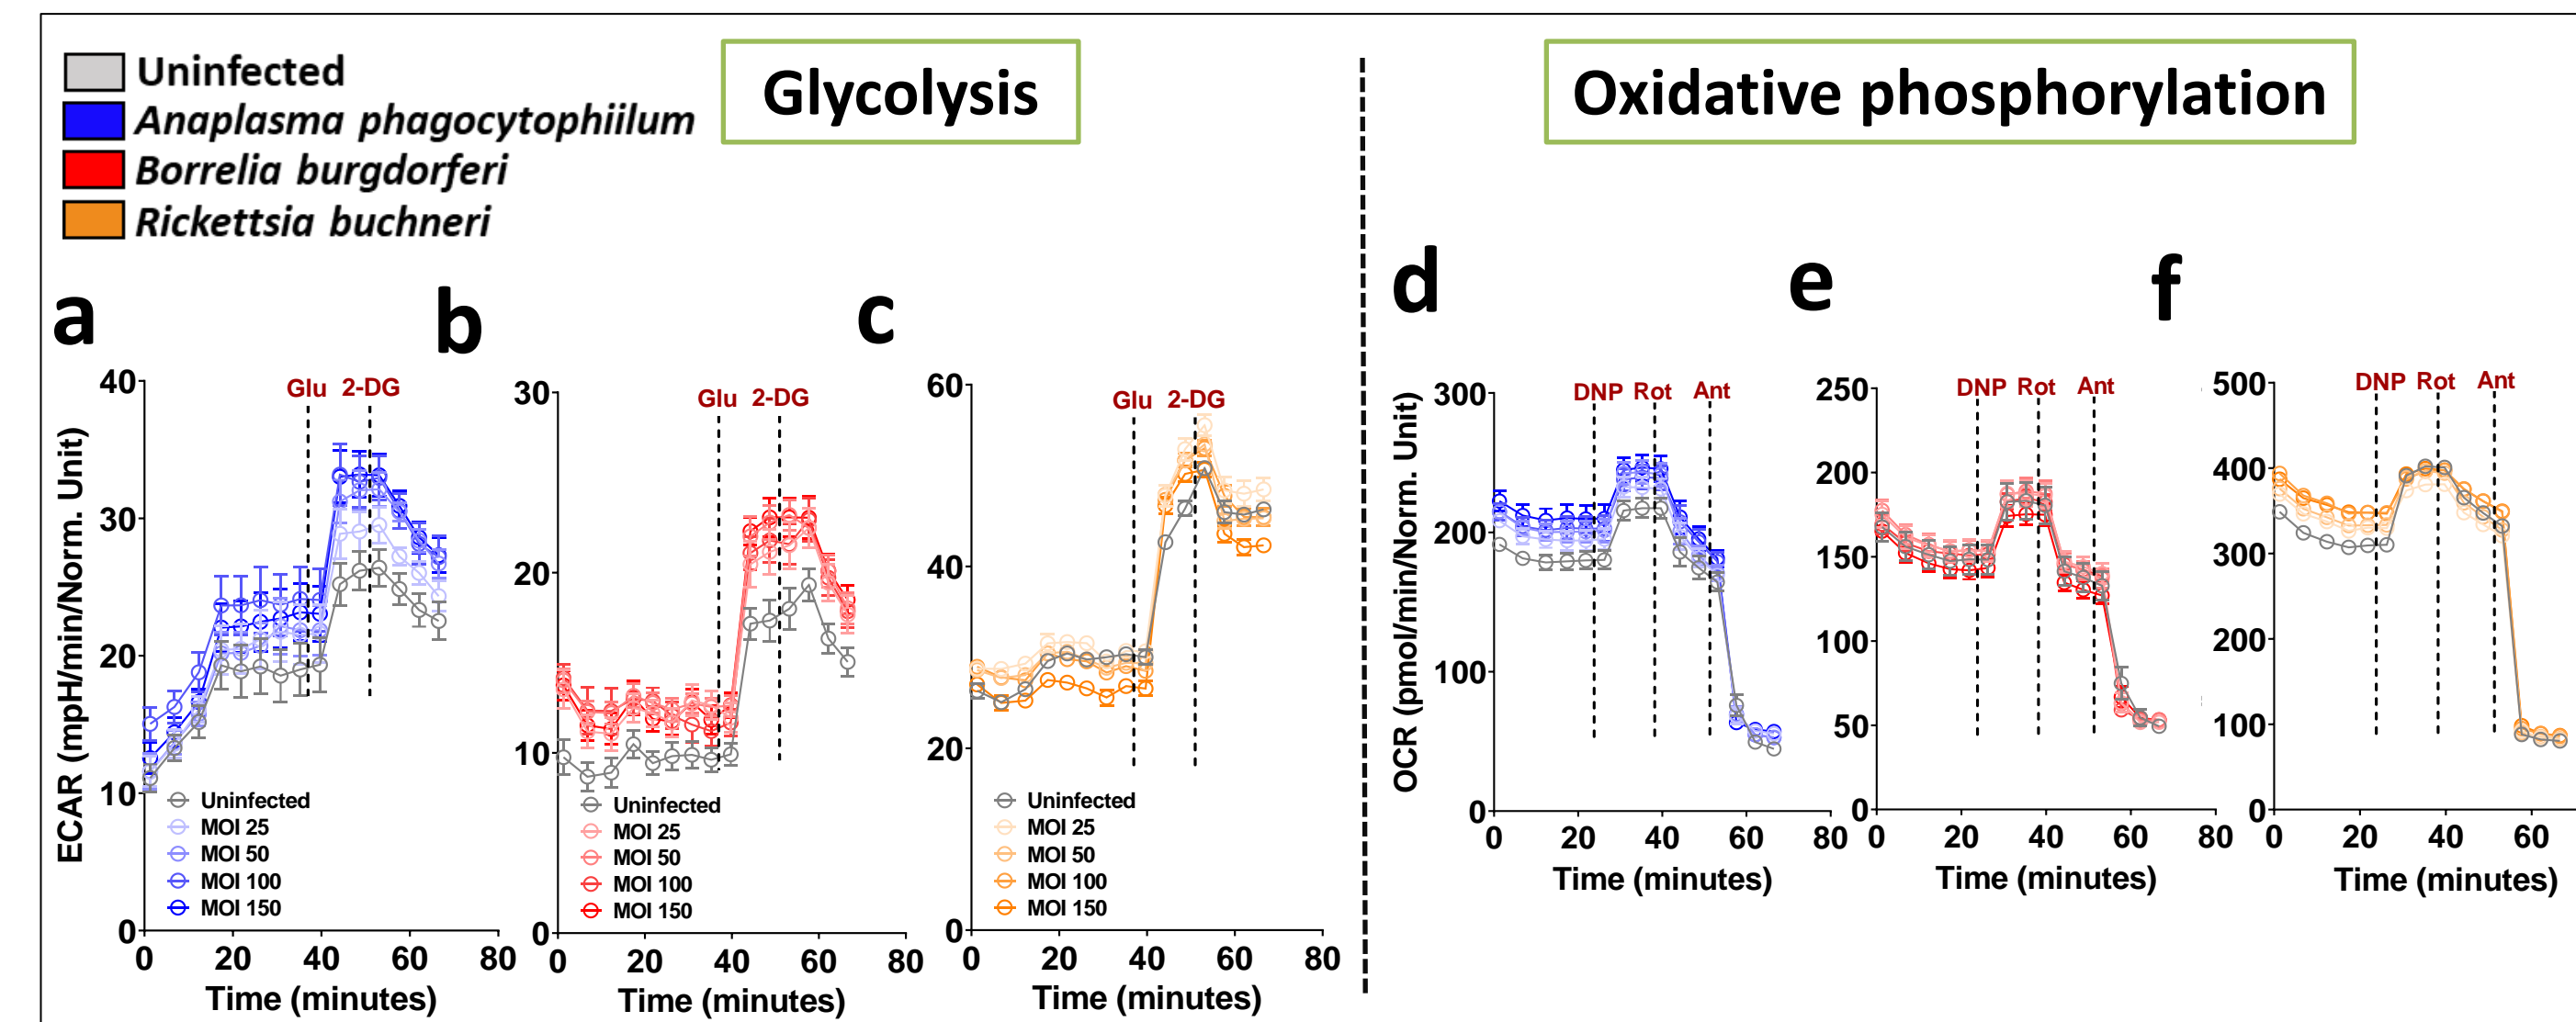 Uninfected
Anaplasma phagocytophiilum
Borrelia burgdorferi
Rickettsia buchneri
Glycolysis
Oxidative phosphorylation
a
40
30
20
10
0
ECAR (mpH/min/Norm. Unit)
Glu 2-DG
Uninfected
MOI 25
MOI 50
MOI 100
MOI 150
0 20 40 60 80
Time (minutes)
b
30
20
10
0
Glu 2-DG
Uninfected
MOI 25
MOI 50
MOI 100
MOI 150
0 20 40 60 80
Time (minutes)
c
60
40
20
0
Glu 2-DG
Uninfected
MOI 25
MOI 50
MOI 100
MOI 150
0 20 40 60 80
Time (minutes)
d
300
200
100
0
OCR (pmol/min/Norm. Unit)
DNP Rot Ant
0 20 40 60 80
Time (minutes)
e
250
200
150
100
50
0
DNP Rot Ant
0 20 40 60 80
Time (minutes)
f
500
400
300
200
100
0
DNP Rot Ant
0 20 40 60
Time (minutes)